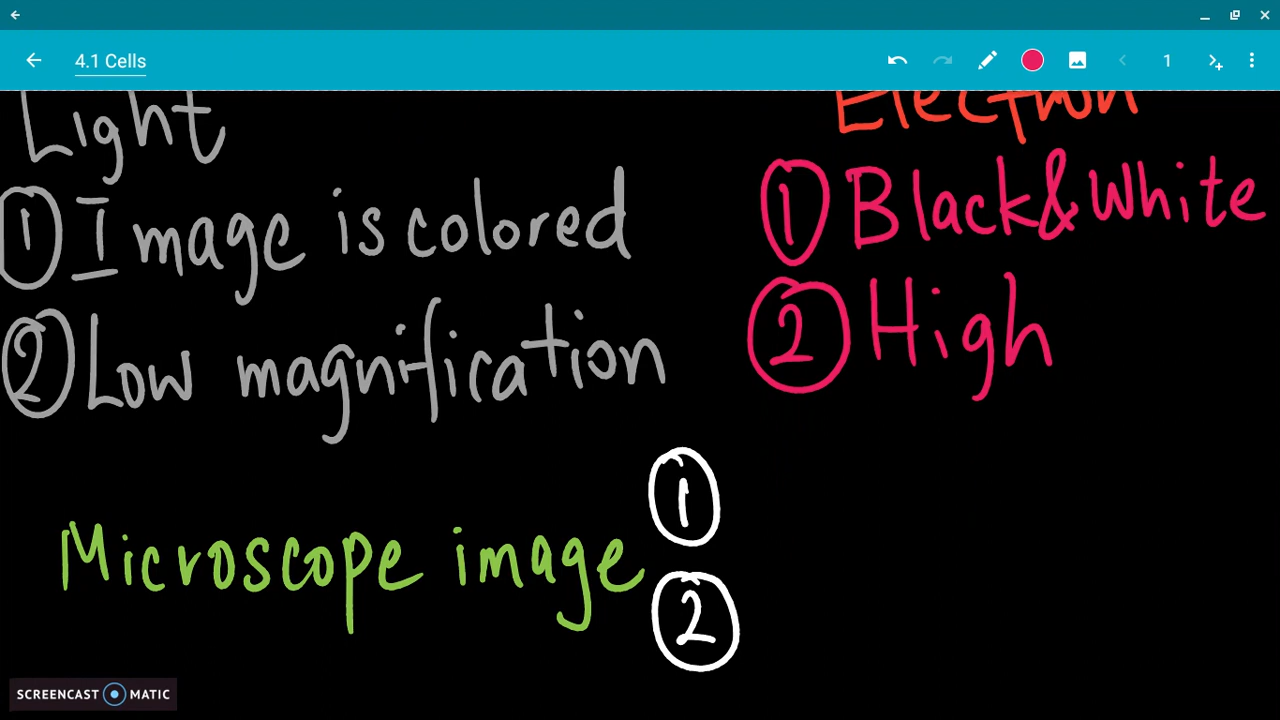 4.1 Cells
1
Light
① Image is colored
② Low magnification
Electron
① Black&White
② High
Microscope image
①
②
SCREENCAST MATIC